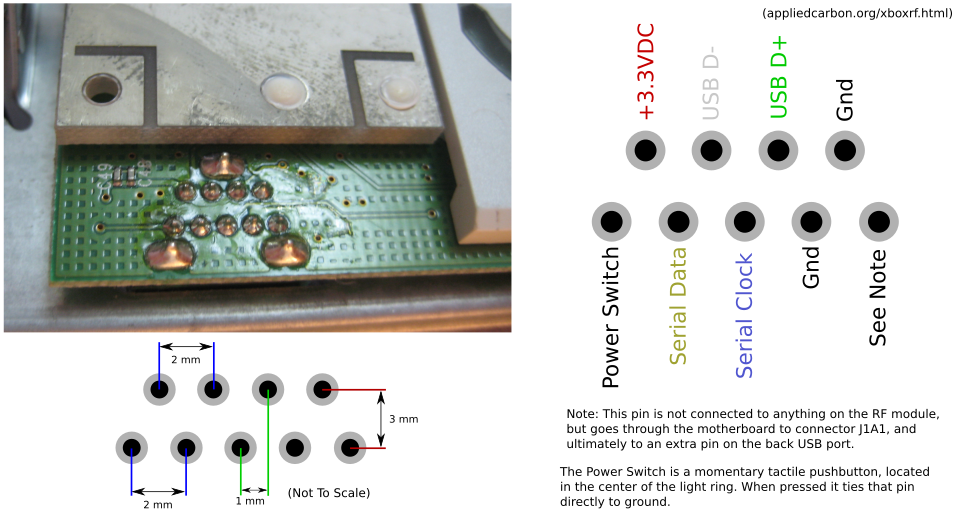 (appliedcarbon.org/xboxrf.html)
+3.3VDC
USB D-
USB D+
Gnd
Power Switch
Serial Data
Serial Clock
Gnd
See Note
C49
2 mm
3 mm
2 mm
1 mm
(Not To Scale)
Note: This pin is not connected to anything on the RF module,
but goes through the motherboard to connector J1A1, and
ultimately to an extra pin on the back USB port.
The Power Switch is a momentary tactile pushbutton, located
in the center of the light ring. When pressed it ties that pin
directly to ground.